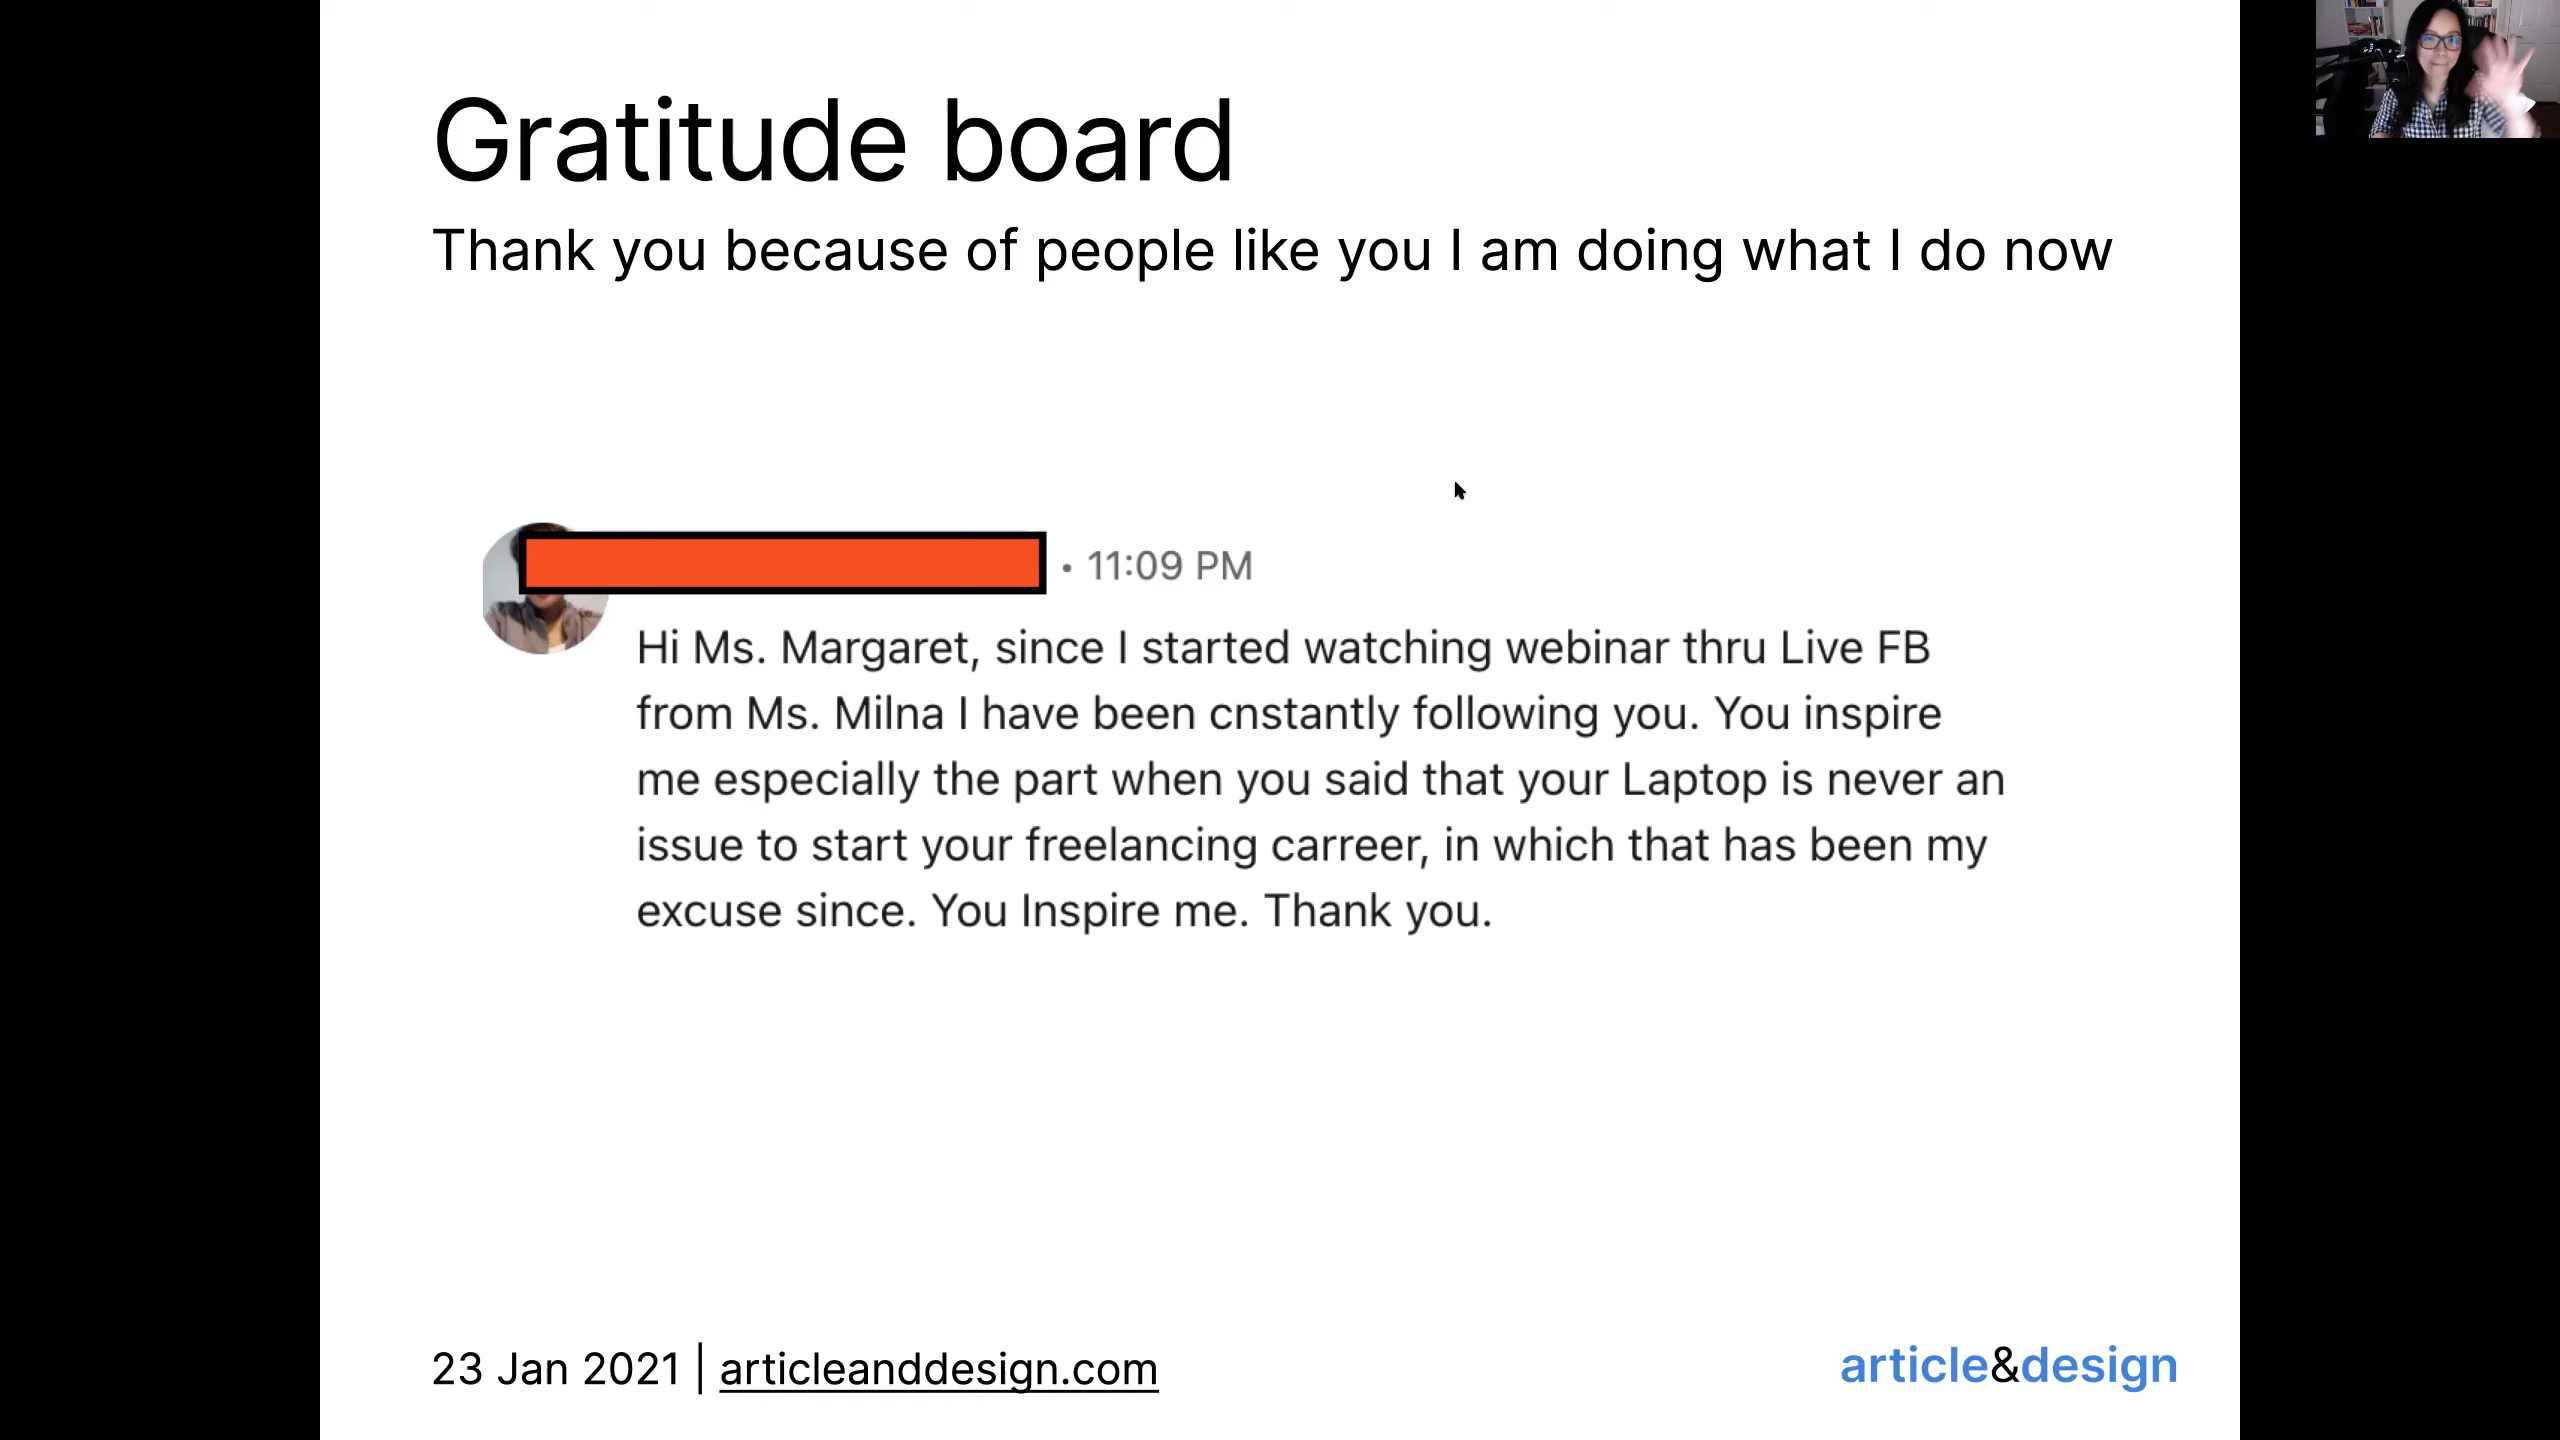 Gratitude board
Thank you because of people like you I am doing what I do now
• 11:09 PM
Hi Ms. Margaret, since I started watching webinar thru Live FB
from Ms. Milna I have been cnstantly following you. You inspire
me especially the part when you said that your Laptop is never an
issue to start your freelancing carreer, in which that has been my
excuse since. You Inspire me. Thank you.
23 Jan 2021 | articleanddesign.com
article&design